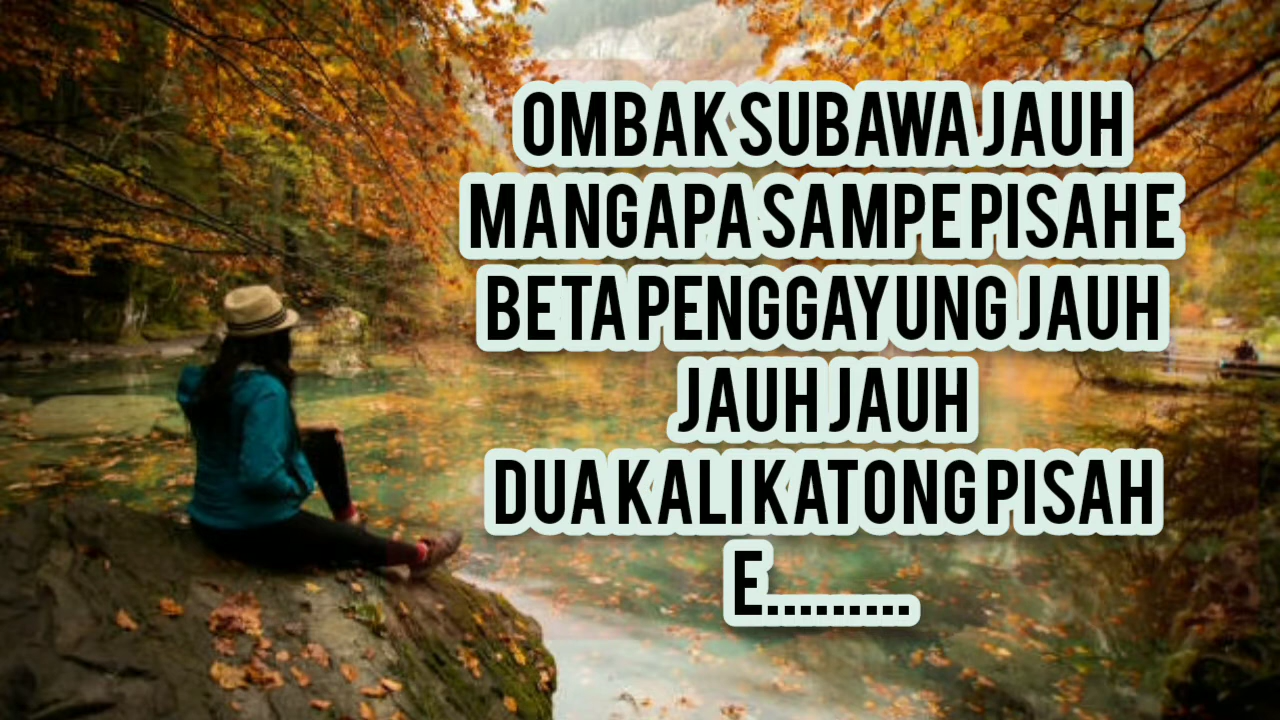 OMBAK SUBAWA JAUH
MANGAPA SAMPE PISAHE
BETA PENGGAYUNG JAUH
JAUH JAUH
DUA KALI KATONG PISAH
E.........